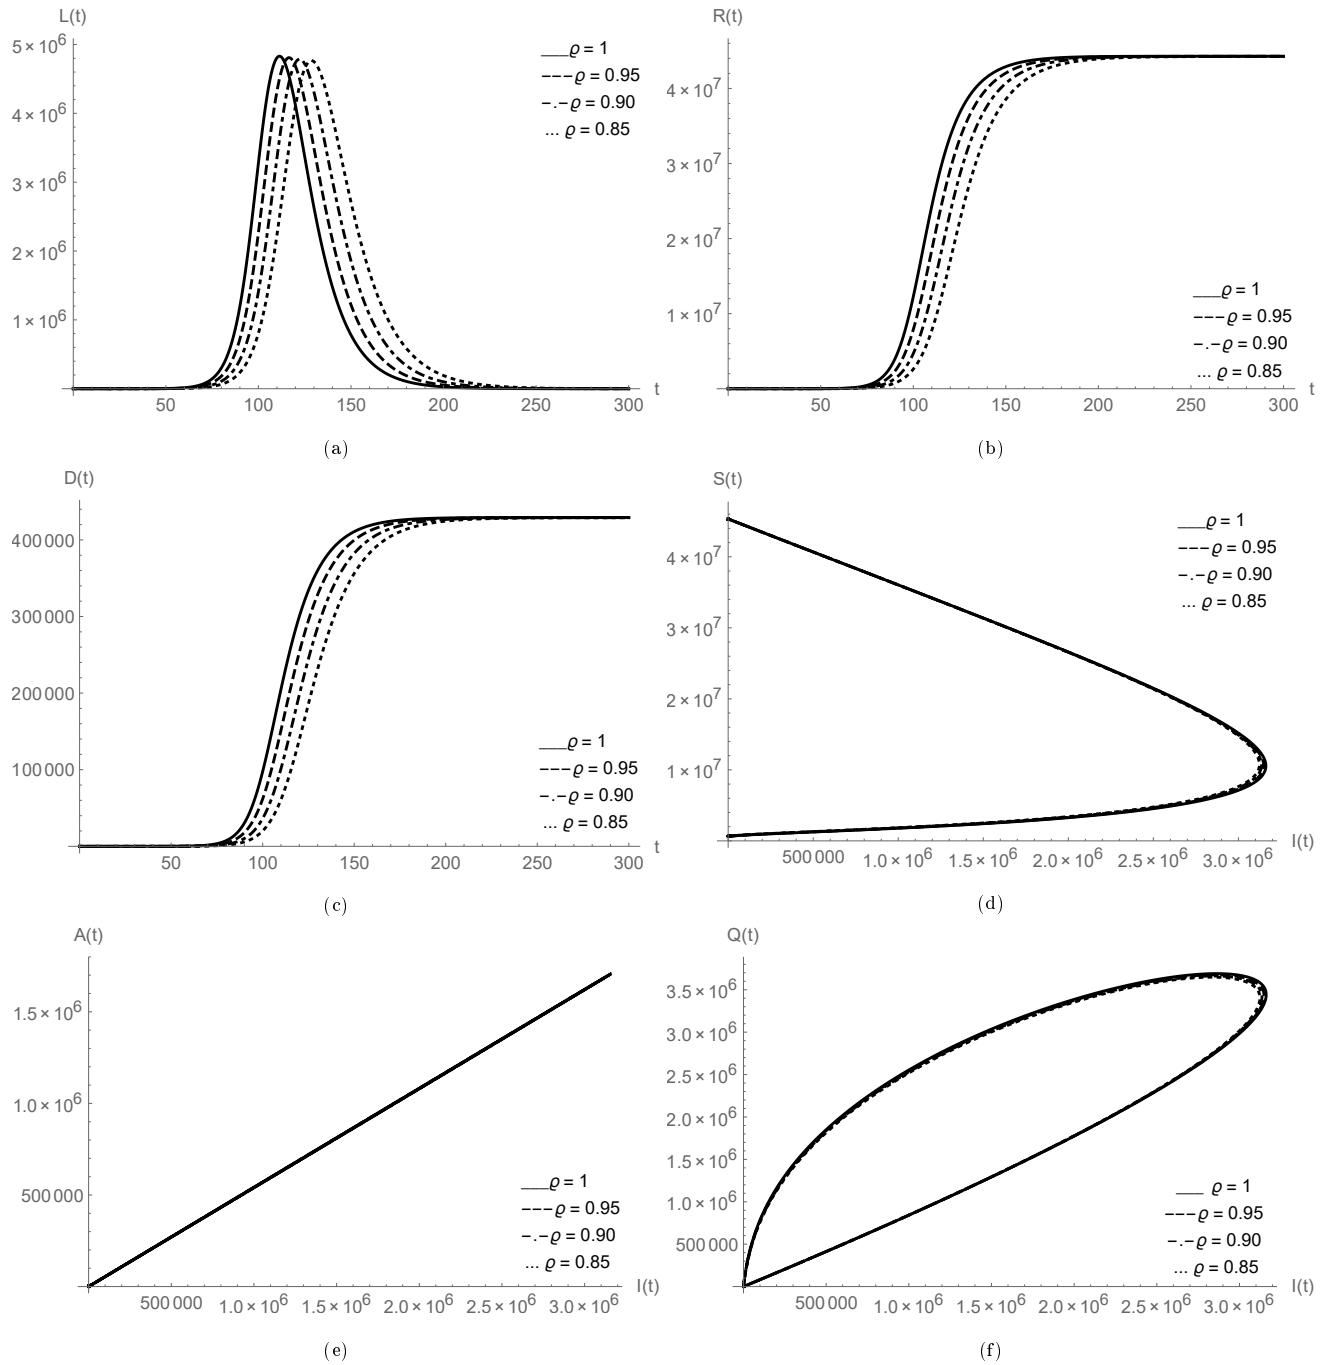 L(t)
5 × 10^6
4 × 10^6
3 × 10^6
2 × 10^6
1 × 10^6
50 100 150 200 250 300 t
___ϱ = 1
---ϱ = 0.95
-.-ϱ = 0.90
... ϱ = 0.85
(a)
R(t)
4 × 10^7
3 × 10^7
2 × 10^7
1 × 10^7
50 100 150 200 250 300 t
___ϱ = 1
---ϱ = 0.95
-.-ϱ = 0.90
... ϱ = 0.85
(b)
D(t)
400 000
300 000
200 000
100 000
50 100 150 200 250 300 t
___ϱ = 1
---ϱ = 0.95
-.-ϱ = 0.90
... ϱ = 0.85
(c)
S(t)
4 × 10^7
3 × 10^7
2 × 10^7
1 × 10^7
500 000 1.0 × 10^6 1.5 × 10^6 2.0 × 10^6 2.5 × 10^6 3.0 × 10^6 I(t)
___ϱ = 1
---ϱ = 0.95
-.-ϱ = 0.90
... ϱ = 0.85
(d)
A(t)
1.5 × 10^6
1.0 × 10^6
500 000
500 000 1.0 × 10^6 1.5 × 10^6 2.0 × 10^6 2.5 × 10^6 3.0 × 10^6 I(t)
___ϱ = 1
---ϱ = 0.95
-.-ϱ = 0.90
... ϱ = 0.85
(e)
Q(t)
3.5 × 10^6
3.0 × 10^6
2.5 × 10^6
2.0 × 10^6
1.5 × 10^6
1.0 × 10^6
500 000
500 000 1.0 × 10^6 1.5 × 10^6 2.0 × 10^6 2.5 × 10^6 3.0 × 10^6 I(t)
___ ϱ = 1
---ϱ = 0.95
-.-ϱ = 0.90
... ϱ = 0.85
(f)